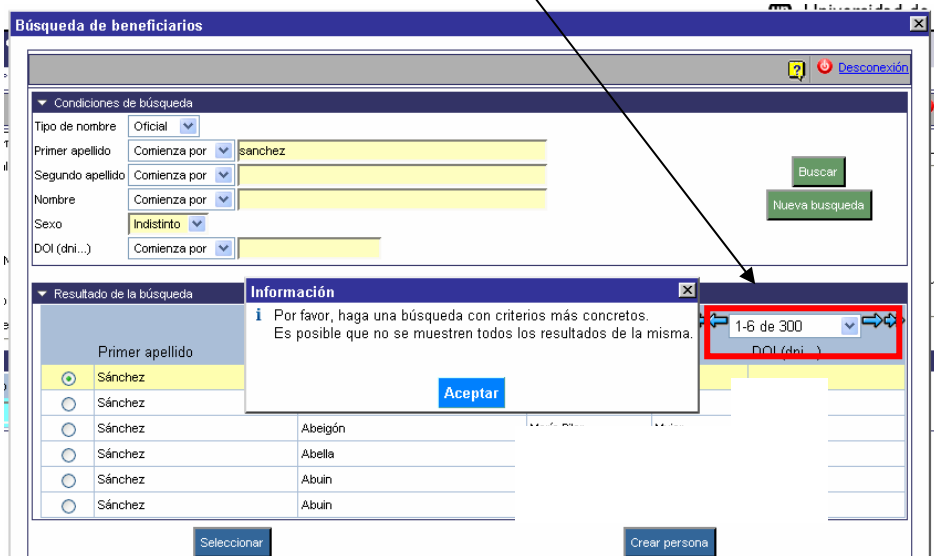 Universidad de
Búsqueda de beneficiarios
Desconexión
Condiciones de búsqueda
Tipo de nombre Oficial
Primer apellido Comienza por sanchez
Segundo apellido Comienza por
Buscar
Nombre Comienza por
Nueva busqueda
Sexo Indistinto
DOI (dni...) Comienza por
Resultado de la búsqueda
Información
Por favor, haga una búsqueda con criterios más concretos.
Es posible que no se muestren todos los resultados de la misma.
Aceptar
1-6 de 300
Primer apellido DOI (dni...)
Sánchez
Sánchez
Sánchez Abeigón
Sánchez Abella
Sánchez Abuin
Sánchez Abuin
Seleccionar Crear persona